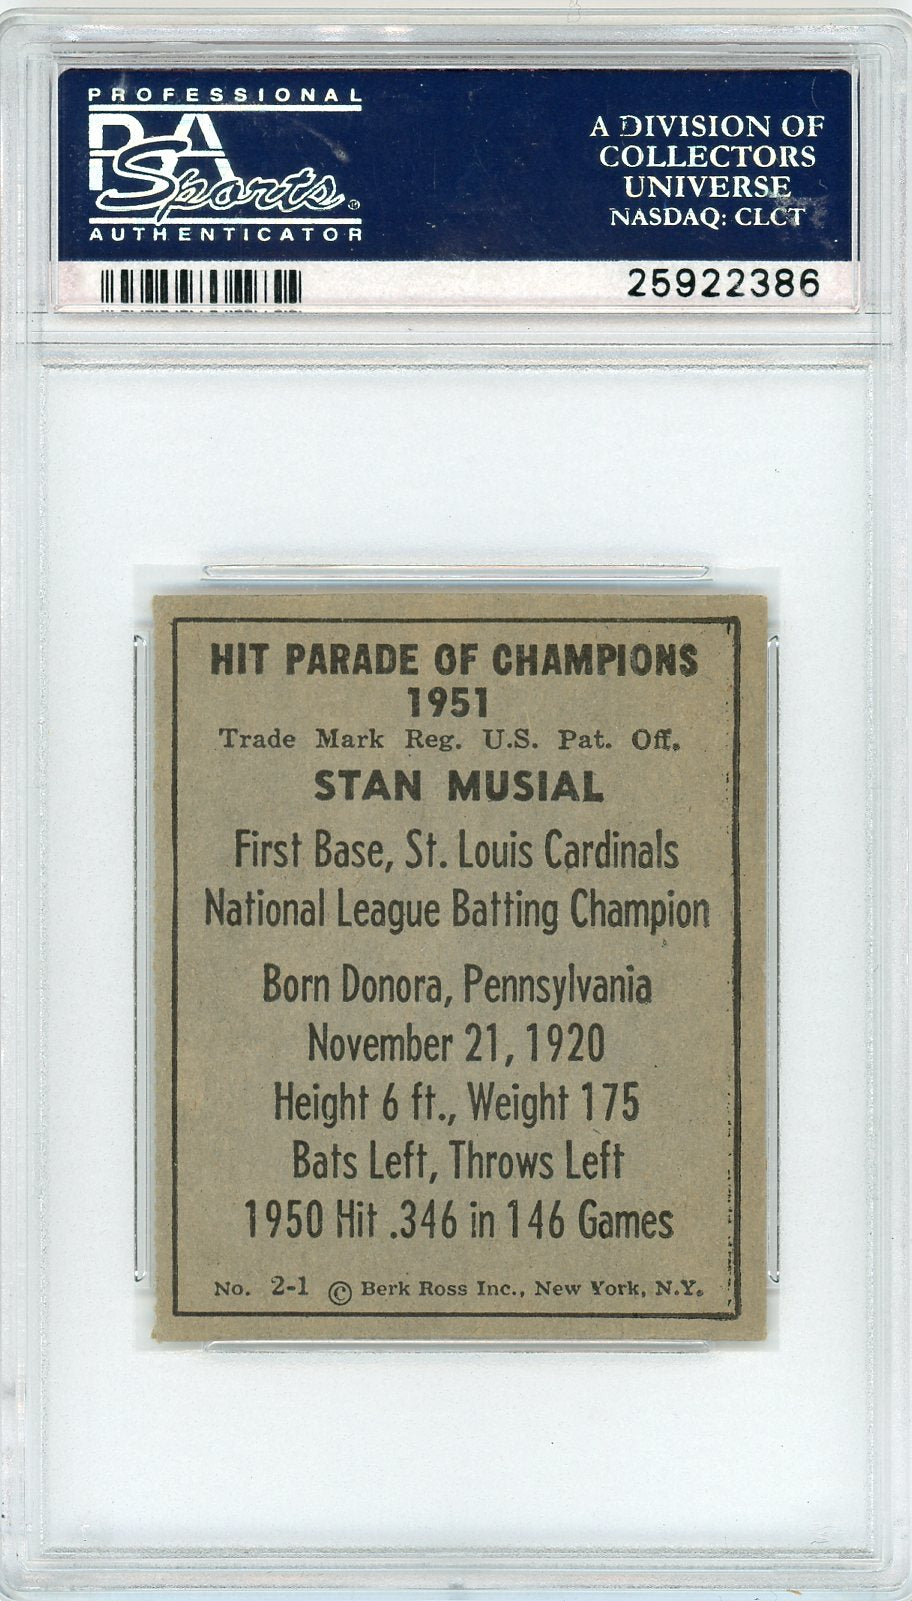 PROFESSIONAL
PSA
Sports
AUTHENTICATOR
A DIVISION OF
COLLECTORS
UNIVERSE
NASDAQ: CLCT
25922386
HIT PARADE OF CHAMPIONS
1951
Trade Mark Reg. U.S. Pat. Off.
STAN MUSIAL
First Base, St. Louis Cardinals
National League Batting Champion
Born Donora, Pennsylvania
November 21, 1920
Height 6 ft., Weight 175
Bats Left, Throws Left
1950 Hit .346 in 146 Games
No. 2-1 © Berk Ross Inc., New York, N.Y.